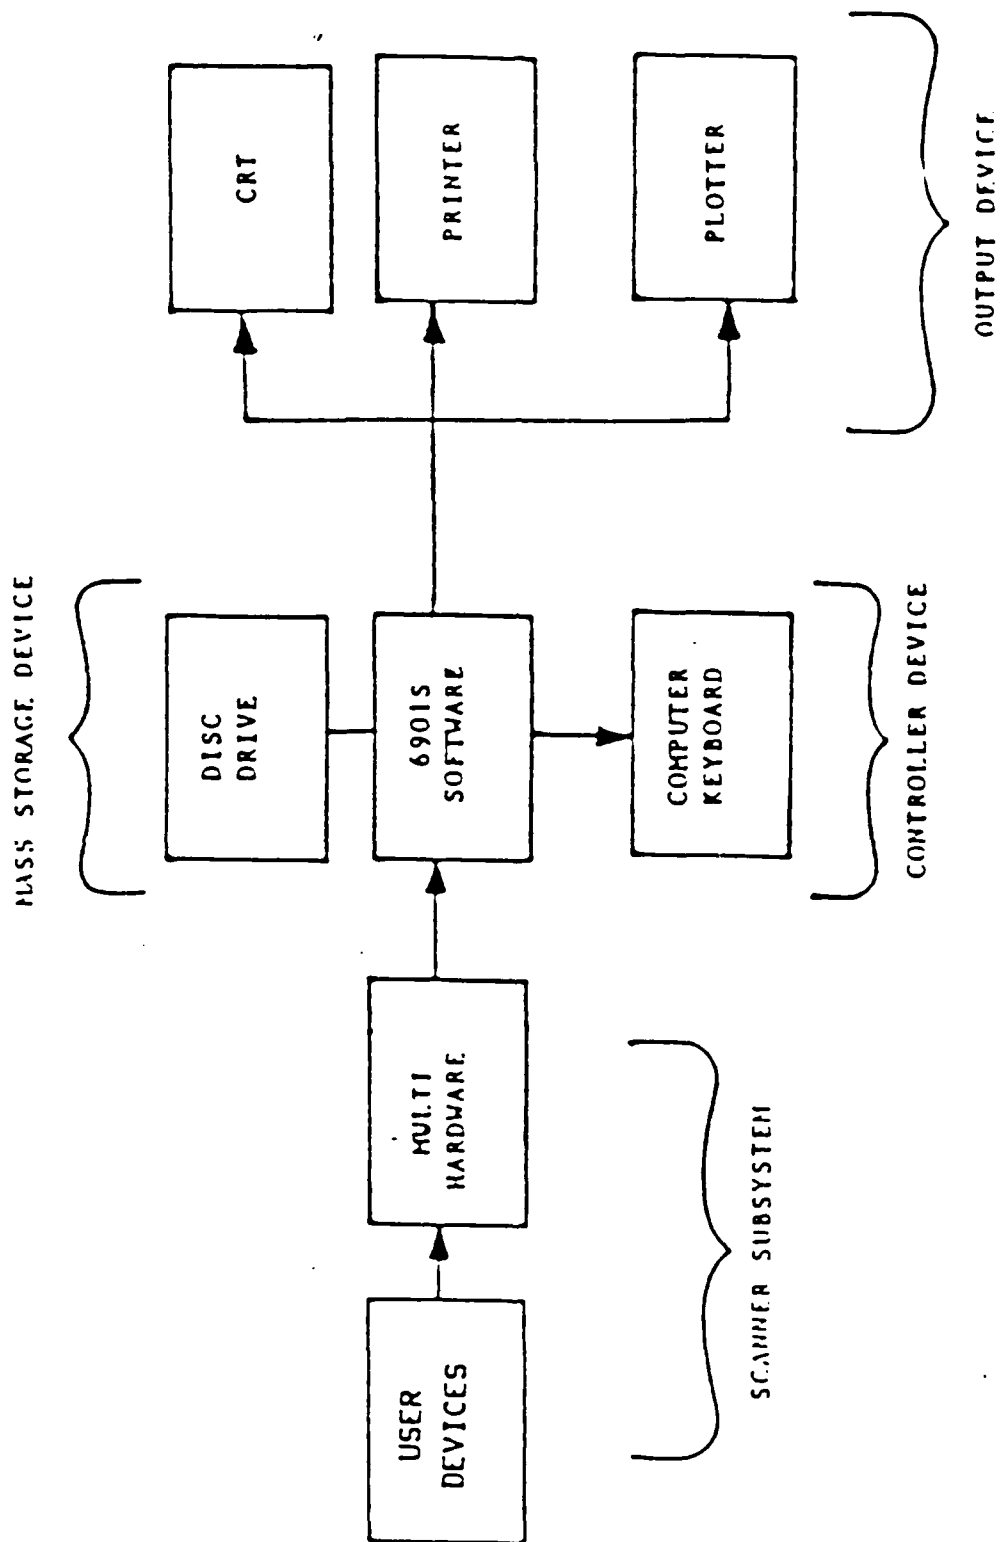 MASS STORAGE DEVICE
DISC
DRIVE
CRT
USER
DEVICES
MULTI
HARDWARE
6901S
SOFTWARE
PRINTER
COMPUTER
KEYBOARD
PLOTTER
SCANNER SUBSYSTEM
CONTROLLER DEVICE
OUTPUT DEVICE